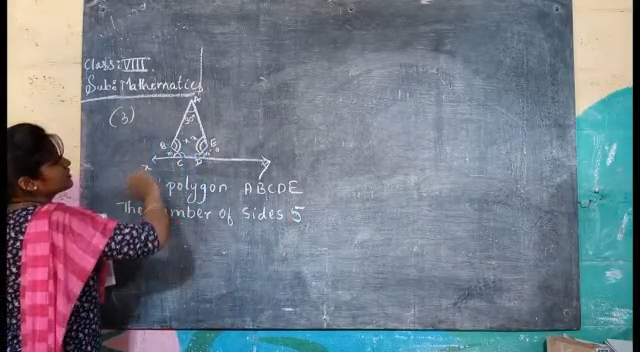 Class: VIII
Sub: Mathematics
(3)
A
30°
B x x E
C D
x y
polygon ABCDE
The number of sides 5